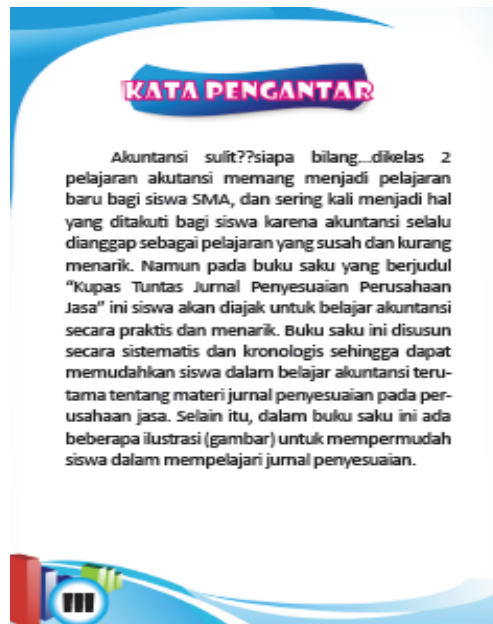 KATA PENGANTAR
Akuntansi sulit??siapa bilang...dikelas 2
pelajaran akutansi memang menjadi pelajaran
baru bagi siswa SMA, dan sering kali menjadi hal
yang ditakuti bagi siswa karena akuntansi selalu
dianggap sebagai pelajaran yang susah dan kurang
menarik. Namun pada buku saku yang berjudul
“Kupas Tuntas Jurnal Penyesuaian Perusahaan
Jasa” ini siswa akan diajak untuk belajar akuntansi
secara praktis dan menarik. Buku saku ini disusun
secara sistematis dan kronologis sehingga dapat
memudahkan siswa dalam belajar akuntansi teru-
tama tentang materi jurnal penyesuaian pada per-
usahaan jasa. Selain itu, dalam buku saku ini ada
beberapa ilustrasi (gambar) untuk mempermudah
siswa dalam mempelajari jurnal penyesuaian.
III